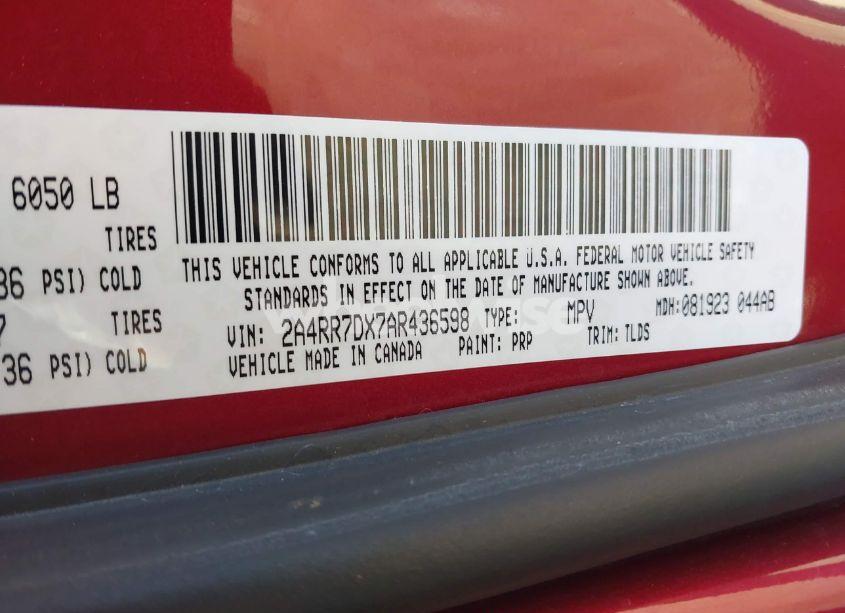 6050 LB
TIRES
36 PSI) COLD
7 TIRES
36 PSI) COLD
THIS VEHICLE CONFORMS TO ALL APPLICABLE U.S.A. FEDERAL MOTOR VEHICLE SAFETY
STANDARDS IN EFFECT ON THE DATE OF MANUFACTURE SHOWN ABOVE.
VIN: 2A4RR7DX7AR436598 TYPE: MPV MDH:081923 044AB
VEHICLE MADE IN CANADA PAINT: PRP TRIM: TLDS